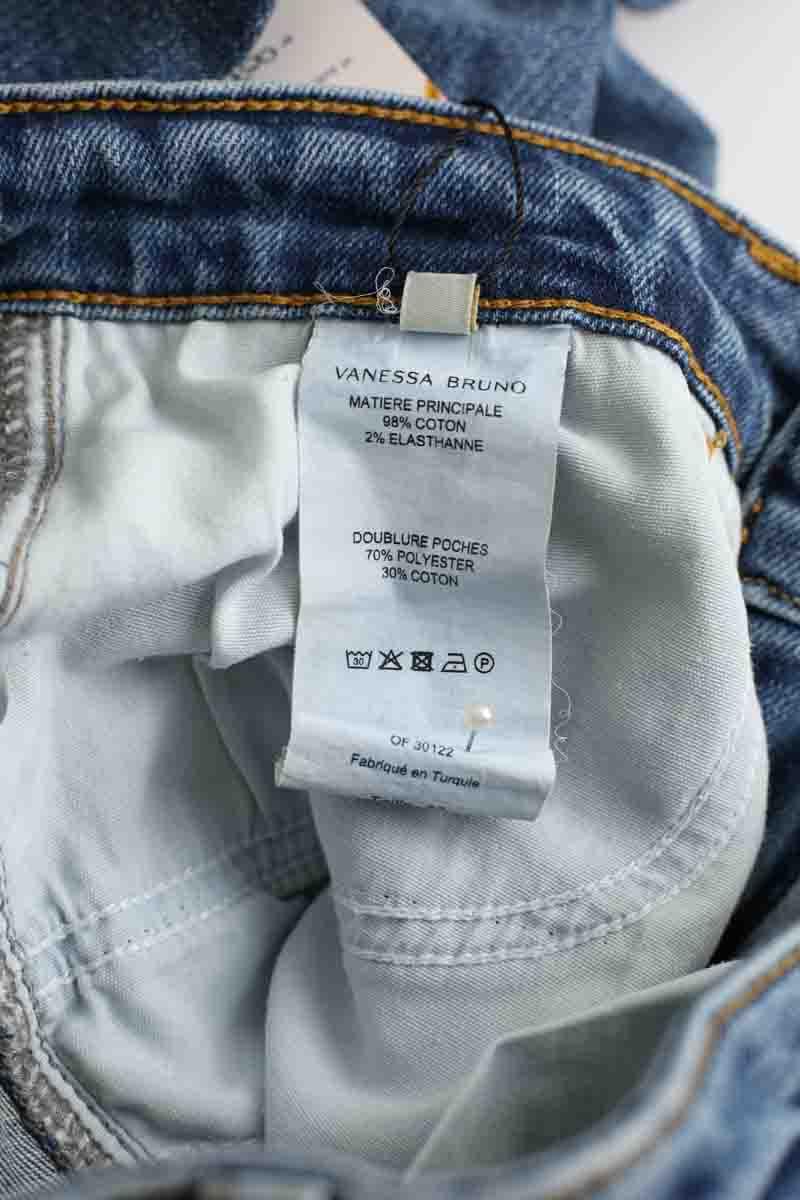 VANESSA BRUNO
MATIERE PRINCIPALE
98% COTON
2% ELASTHANNE
DOUBLURE POCHES
70% POLYESTER
30% COTON
30
P
OF 30122
Fabriqué en Turquie